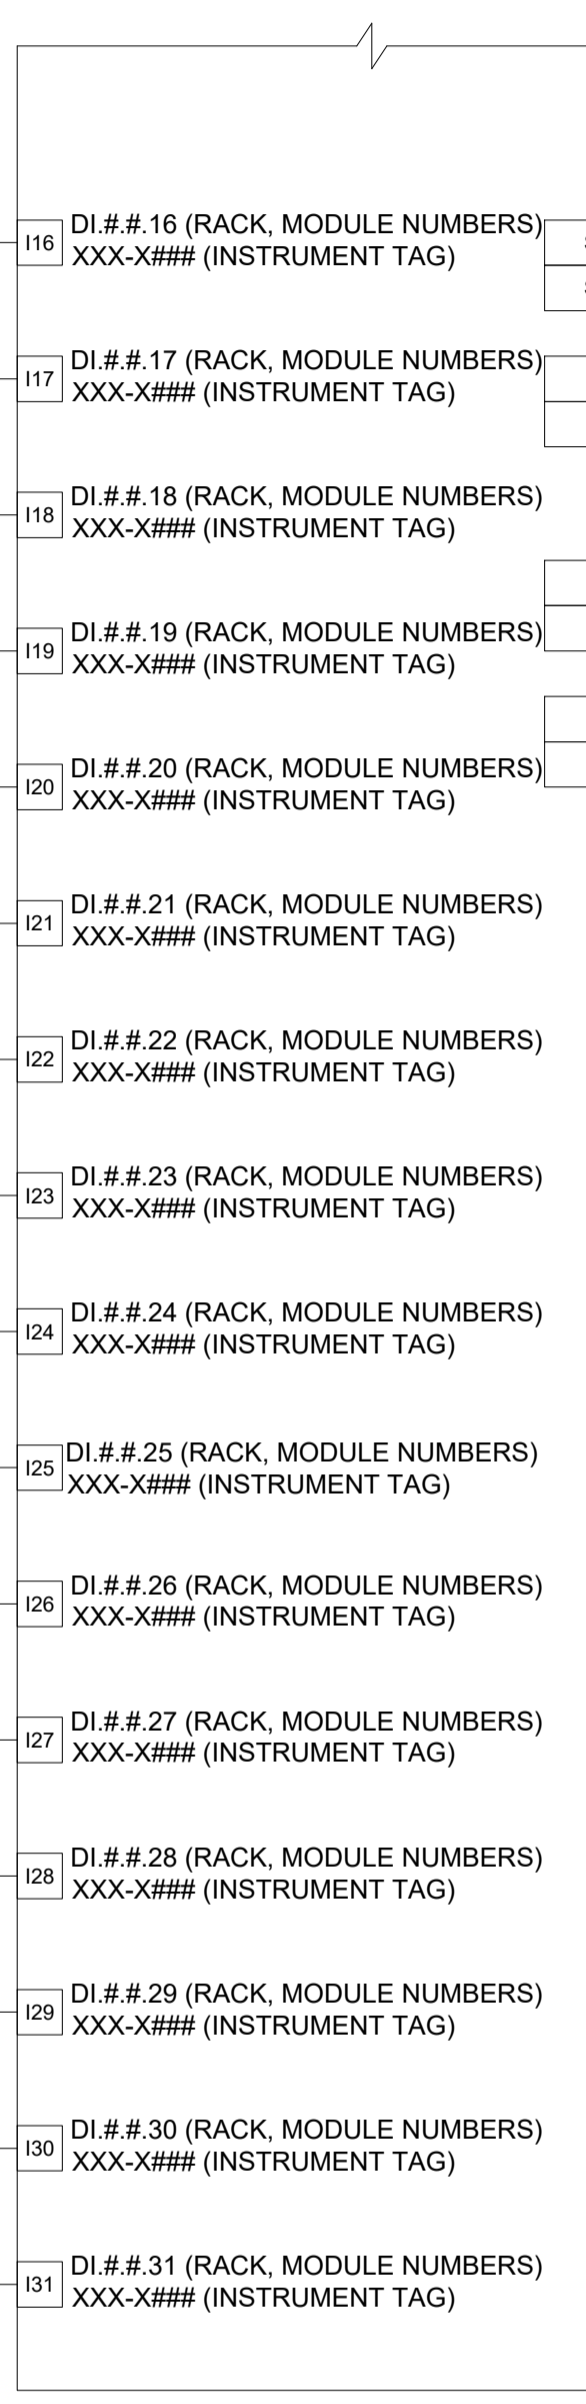 I16
DI.#.#.16 (RACK, MODULE NUMBERS)
XXX-X### (INSTRUMENT TAG)
I17
DI.#.#.17 (RACK, MODULE NUMBERS)
XXX-X### (INSTRUMENT TAG)
I18
DI.#.#.18 (RACK, MODULE NUMBERS)
XXX-X### (INSTRUMENT TAG)
I19
DI.#.#.19 (RACK, MODULE NUMBERS)
XXX-X### (INSTRUMENT TAG)
I20
DI.#.#.20 (RACK, MODULE NUMBERS)
XXX-X### (INSTRUMENT TAG)
I21
DI.#.#.21 (RACK, MODULE NUMBERS)
XXX-X### (INSTRUMENT TAG)
I22
DI.#.#.22 (RACK, MODULE NUMBERS)
XXX-X### (INSTRUMENT TAG)
I23
DI.#.#.23 (RACK, MODULE NUMBERS)
XXX-X### (INSTRUMENT TAG)
I24
DI.#.#.24 (RACK, MODULE NUMBERS)
XXX-X### (INSTRUMENT TAG)
I25
DI.#.#.25 (RACK, MODULE NUMBERS)
XXX-X### (INSTRUMENT TAG)
I26
DI.#.#.26 (RACK, MODULE NUMBERS)
XXX-X### (INSTRUMENT TAG)
I27
DI.#.#.27 (RACK, MODULE NUMBERS)
XXX-X### (INSTRUMENT TAG)
I28
DI.#.#.28 (RACK, MODULE NUMBERS)
XXX-X### (INSTRUMENT TAG)
I29
DI.#.#.29 (RACK, MODULE NUMBERS)
XXX-X### (INSTRUMENT TAG)
I30
DI.#.#.30 (RACK, MODULE NUMBERS)
XXX-X### (INSTRUMENT TAG)
I31
DI.#.#.31 (RACK, MODULE NUMBERS)
XXX-X### (INSTRUMENT TAG)